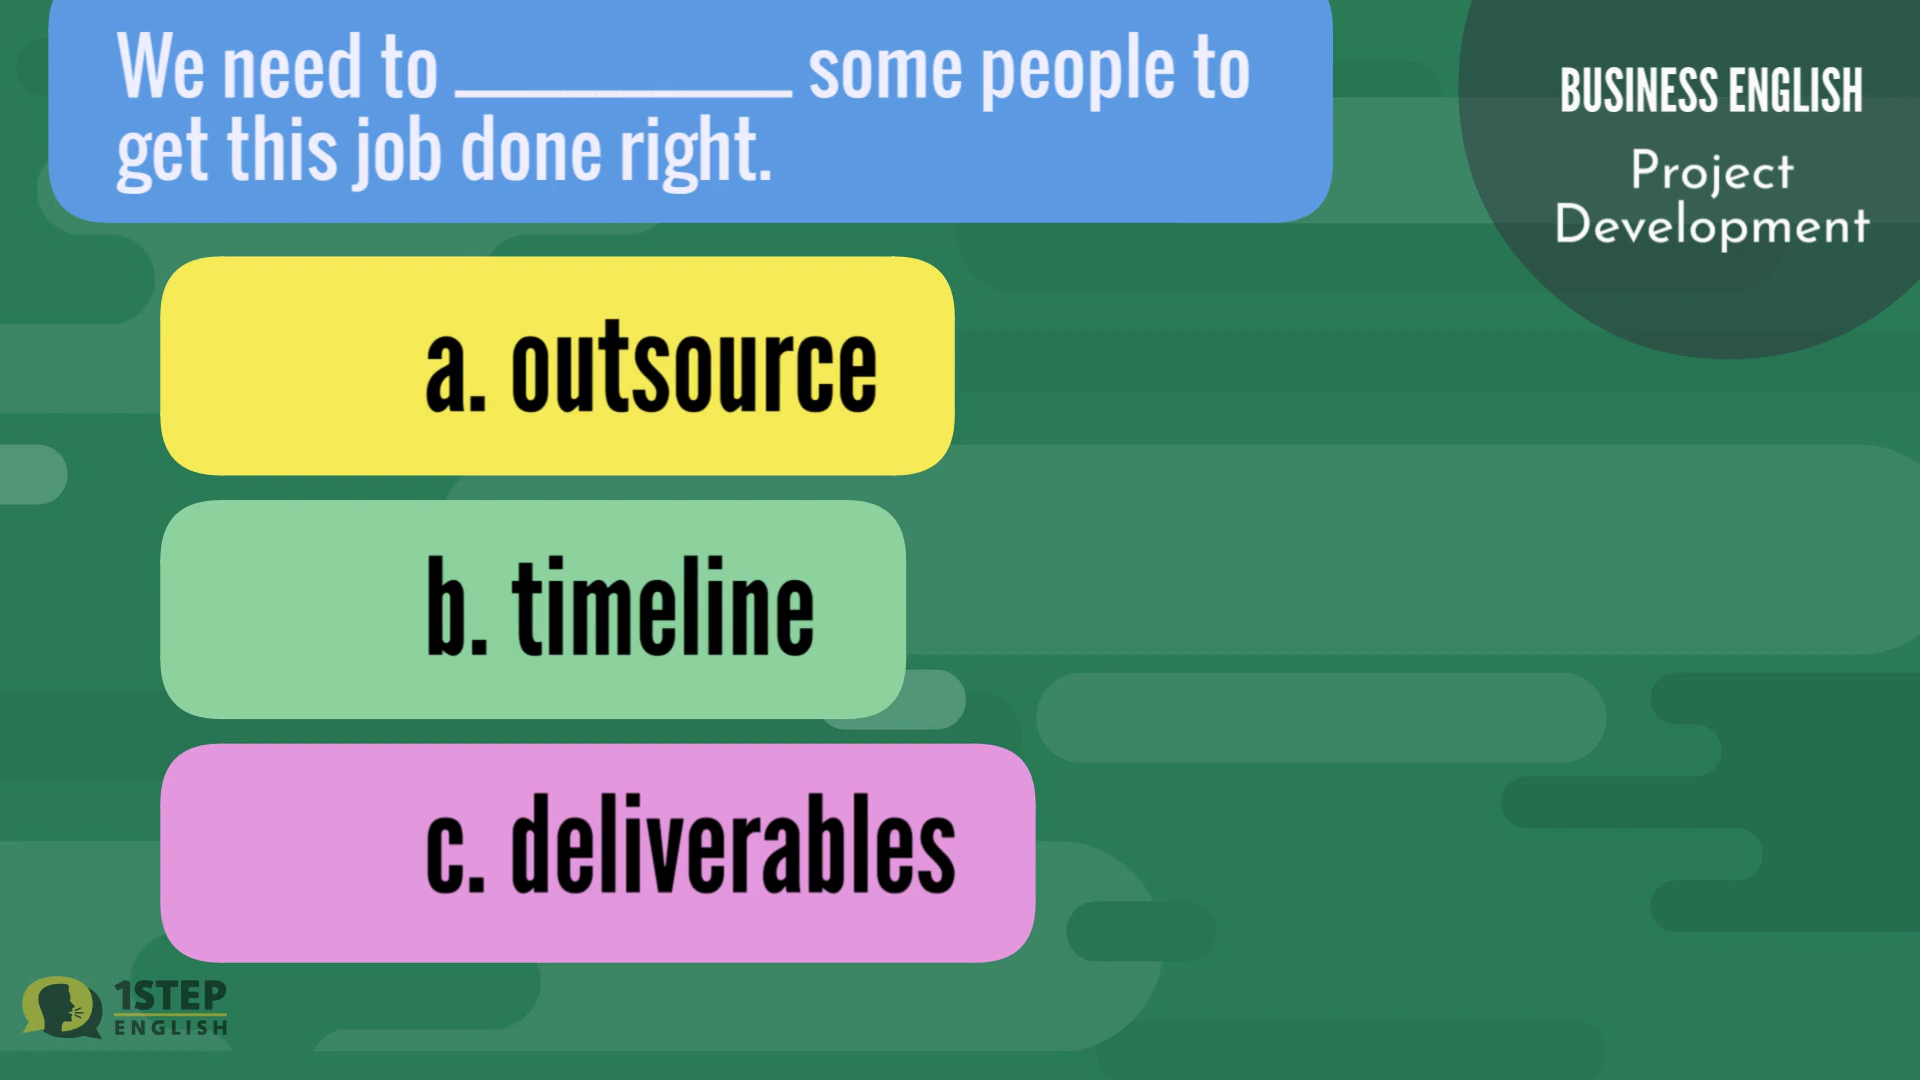 We need to __________ some people to
get this job done right.
BUSINESS ENGLISH
Project
Development
a. outsource
b. timeline
c. deliverables
1STEP
ENGLISH